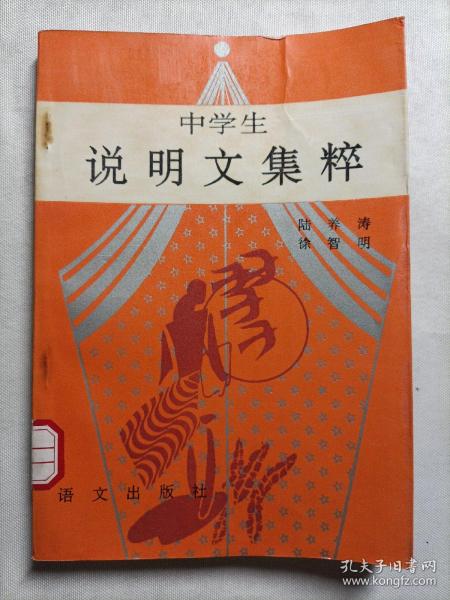 中学生
说明文集粹
陆养涛
徐智明
语文出版社
孔夫子旧书网
www.kongfz.com